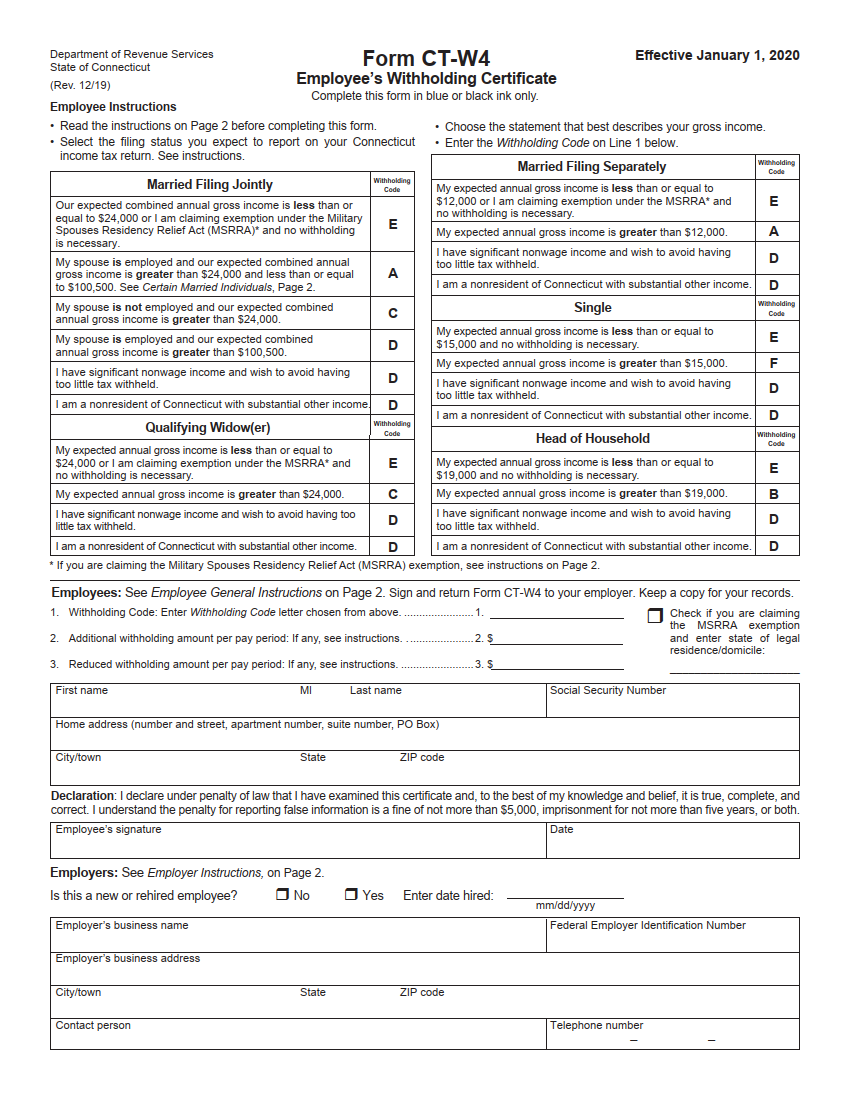 Department of Revenue Services
State of Connecticut
(Rev. 12/19)
Form CT-W4
Employee's Withholding Certificate
Complete this form in blue or black ink only.
Effective January 1, 2020
Employee Instructions
• Read the instructions on Page 2 before completing this form.
• Select the filing status you expect to report on your Connecticut
income tax return. See instructions.
• Choose the statement that best describes your gross income.
• Enter the Withholding Code on Line 1 below.
Married Filing Jointly
Withholding
Code
Our expected combined annual gross income is less than or
equal to $24,000 or I am claiming exemption under the Military
Spouses Residency Relief Act (MSRRA)* and no withholding
is necessary.
E
My spouse is employed and our expected combined annual
gross income is greater than $24,000 and less than or equal
to $100,500. See Certain Married Individuals, Page 2.
A
My spouse is not employed and our expected combined
annual gross income is greater than $24,000.
C
My spouse is employed and our expected combined
annual gross income is greater than $100,500.
D
I have significant nonwage income and wish to avoid having
too little tax withheld.
D
I am a nonresident of Connecticut with substantial other income.
D
Qualifying Widow(er)
Withholding
Code
My expected annual gross income is less than or equal to
$24,000 or I am claiming exemption under the MSRRA* and
no withholding is necessary.
E
My expected annual gross income is greater than $24,000.
C
I have significant nonwage income and wish to avoid having too
little tax withheld.
D
I am a nonresident of Connecticut with substantial other income.
D
Married Filing Separately
Withholding
Code
My expected annual gross income is less than or equal to
$12,000 or I am claiming exemption under the MSRRA* and
no withholding is necessary.
E
My expected annual gross income is greater than $12,000.
A
I have significant nonwage income and wish to avoid having
too little tax withheld.
D
I am a nonresident of Connecticut with substantial other income.
D
Single
Withholding
Code
My expected annual gross income is less than or equal to
$15,000 and no withholding is necessary.
E
My expected annual gross income is greater than $15,000.
F
I have significant nonwage income and wish to avoid having
too little tax withheld.
D
I am a nonresident of Connecticut with substantial other income.
D
Head of Household
Withholding
Code
My expected annual gross income is less than or equal to
$19,000 and no withholding is necessary.
E
My expected annual gross income is greater than $19,000.
B
I have significant nonwage income and wish to avoid having
too little tax withheld.
D
I am a nonresident of Connecticut with substantial other income.
D
* If you are claiming the Military Spouses Residency Relief Act (MSRRA) exemption, see instructions on Page 2.
Employees: See Employee General Instructions on Page 2. Sign and return Form CT-W4 to your employer. Keep a copy for your records.
1. Withholding Code: Enter Withholding Code letter chosen from above. ........................ 1.
2. Additional withholding amount per pay period: If any, see instructions. . ..................... 2. $
3. Reduced withholding amount per pay period: If any, see instructions. ........................ 3. $
Check if you are claiming
the MSRRA exemption
and enter state of legal
residence/domicile:
First name MI Last name Social Security Number
Home address (number and street, apartment number, suite number, PO Box)
City/town State ZIP code
Declaration: I declare under penalty of law that I have examined this certificate and, to the best of my knowledge and belief, it is true, complete, and
correct. I understand the penalty for reporting false information is a fine of not more than $5,000, imprisonment for not more than five years, or both.
Employee's signature Date
Employers: See Employer Instructions, on Page 2.
Is this a new or rehired employee? No Yes Enter date hired:
mm/dd/yyyy
Employer's business name Federal Employer Identification Number
Employer's business address
City/town State ZIP code
Contact person Telephone number
– –